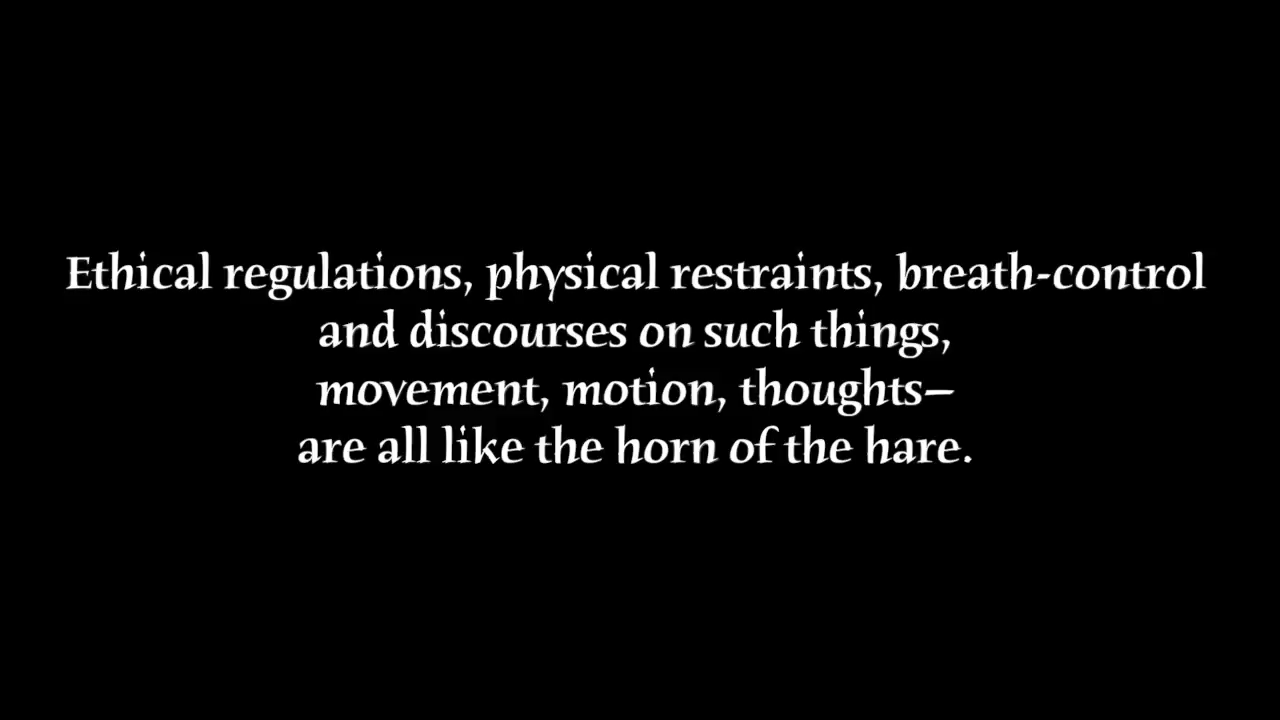 Ethical regulations, physical restraints, breath-control
and discourses on such things,
movement, motion, thoughts—
are all like the horn of the hare.